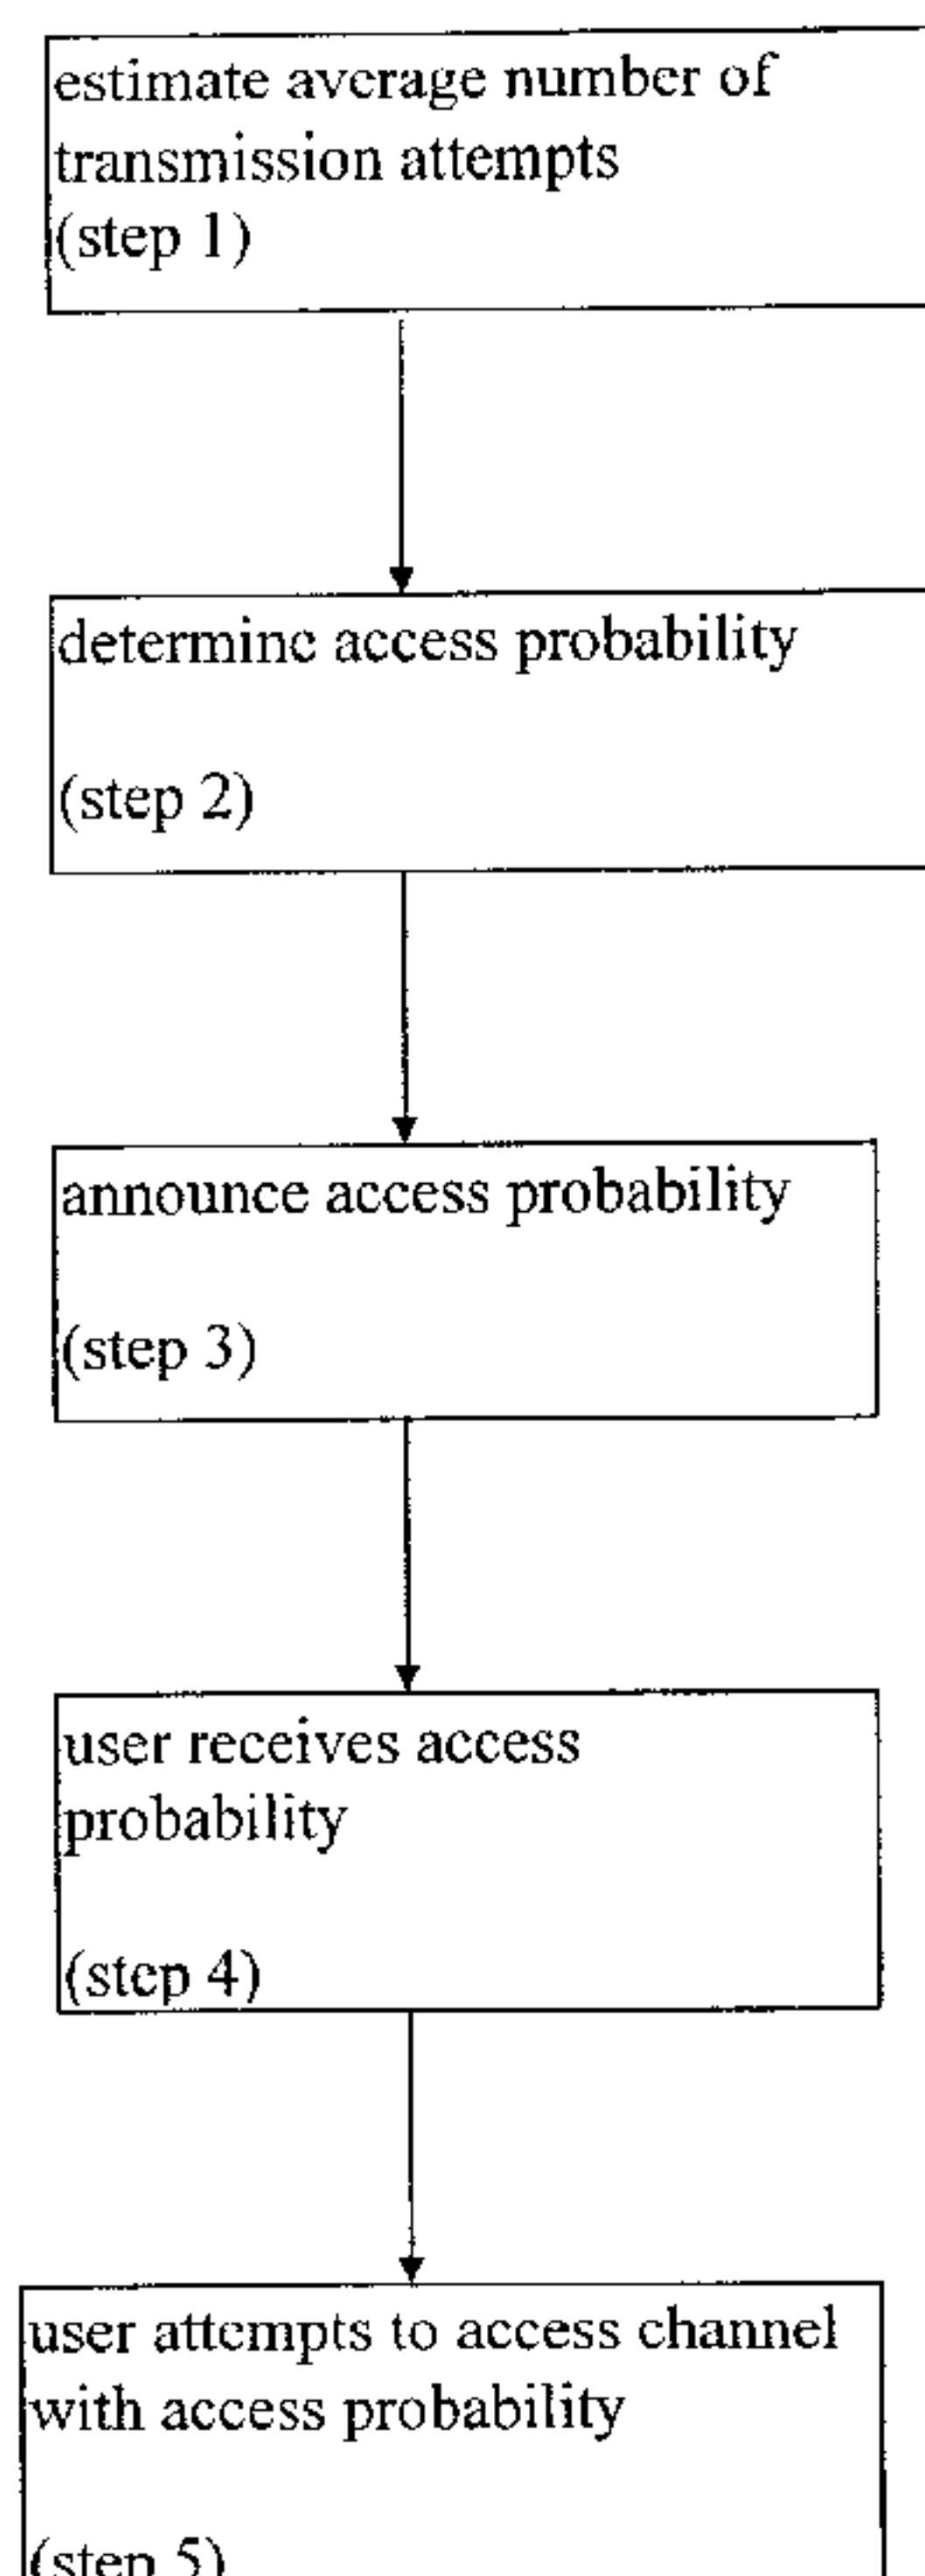 estimate average number of
transmission attempts
(step 1)
determine access probability
(step 2)
announce access probability
(step 3)
user receives access
probability
(step 4)
user attempts to access channel
with access probability
(step 5)